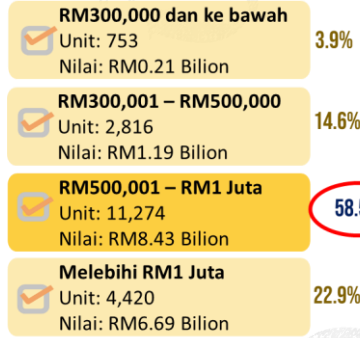 RM300,000 dan ke bawah
Unit: 753
Nilai: RM0.21 Bilion
3.9%
RM300,001 – RM500,000
Unit: 2,816
Nilai: RM1.19 Bilion
14.6%
RM500,001 – RM1 Juta
Unit: 11,274
Nilai: RM8.43 Bilion
58.
Melebihi RM1 Juta
Unit: 4,420
Nilai: RM6.69 Bilion
22.9%